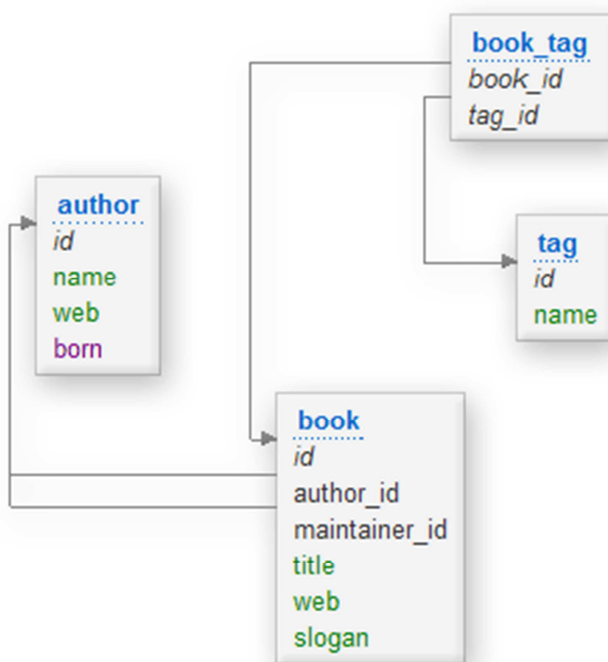 book_tag
book_id
tag_id
author
id
name
web
born
tag
id
name
book
id
author_id
maintainer_id
title
web
slogan